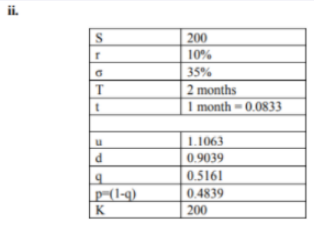 ii.
S 200
r 10%
σ 35%
T 2 months
t 1 month = 0.0833
u 1.1063
d 0.9039
q 0.5161
p=(1-q) 0.4839
K 200